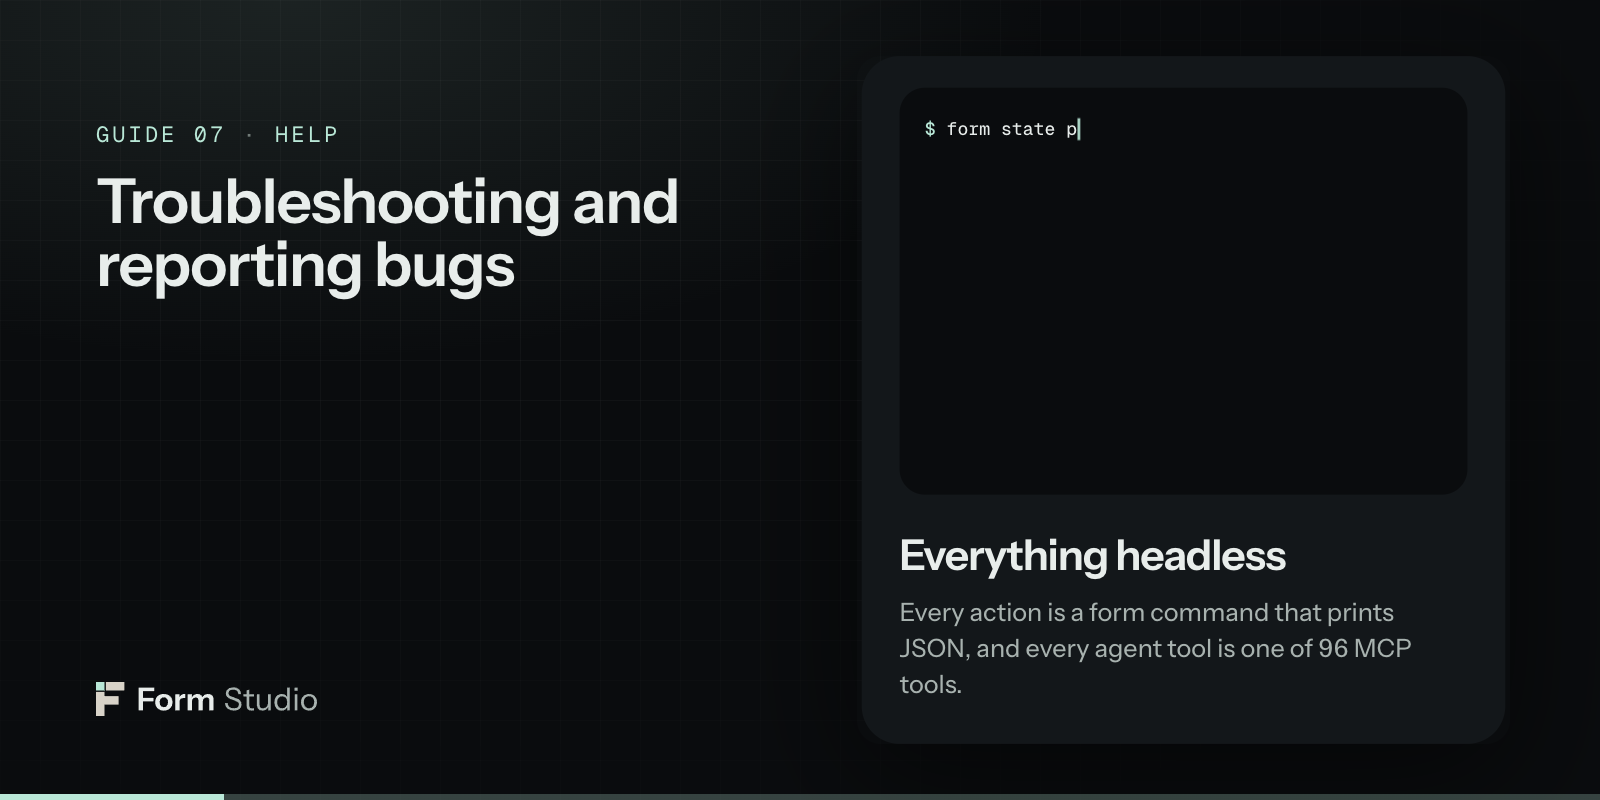 GUIDE 07 · HELP
Troubleshooting and
reporting bugs
Form Studio
$ form state p
Everything headless
Every action is a form command that prints
JSON, and every agent tool is one of 96 MCP
tools.